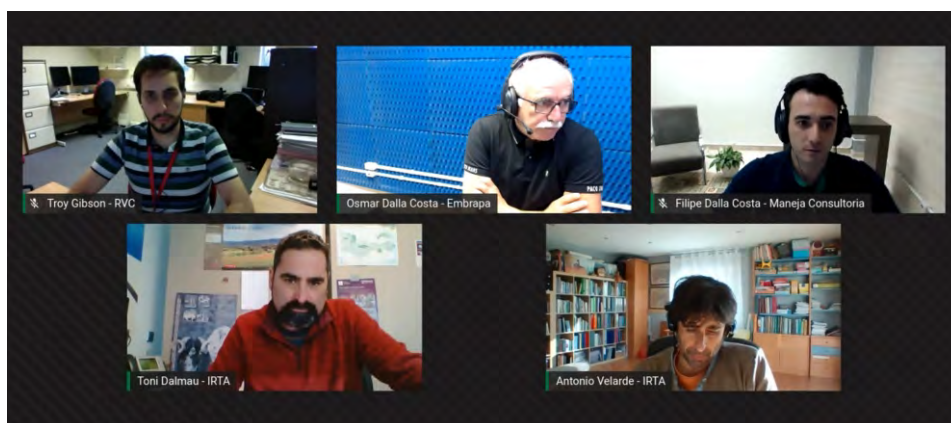 Troy Gibson - RVC
Osmar Dalla Costa - Embrapa
Filipe Dalla Costa - Maneja Consultoria
Toni Dalmau - IRTA
Antonio Velarde - IRTA